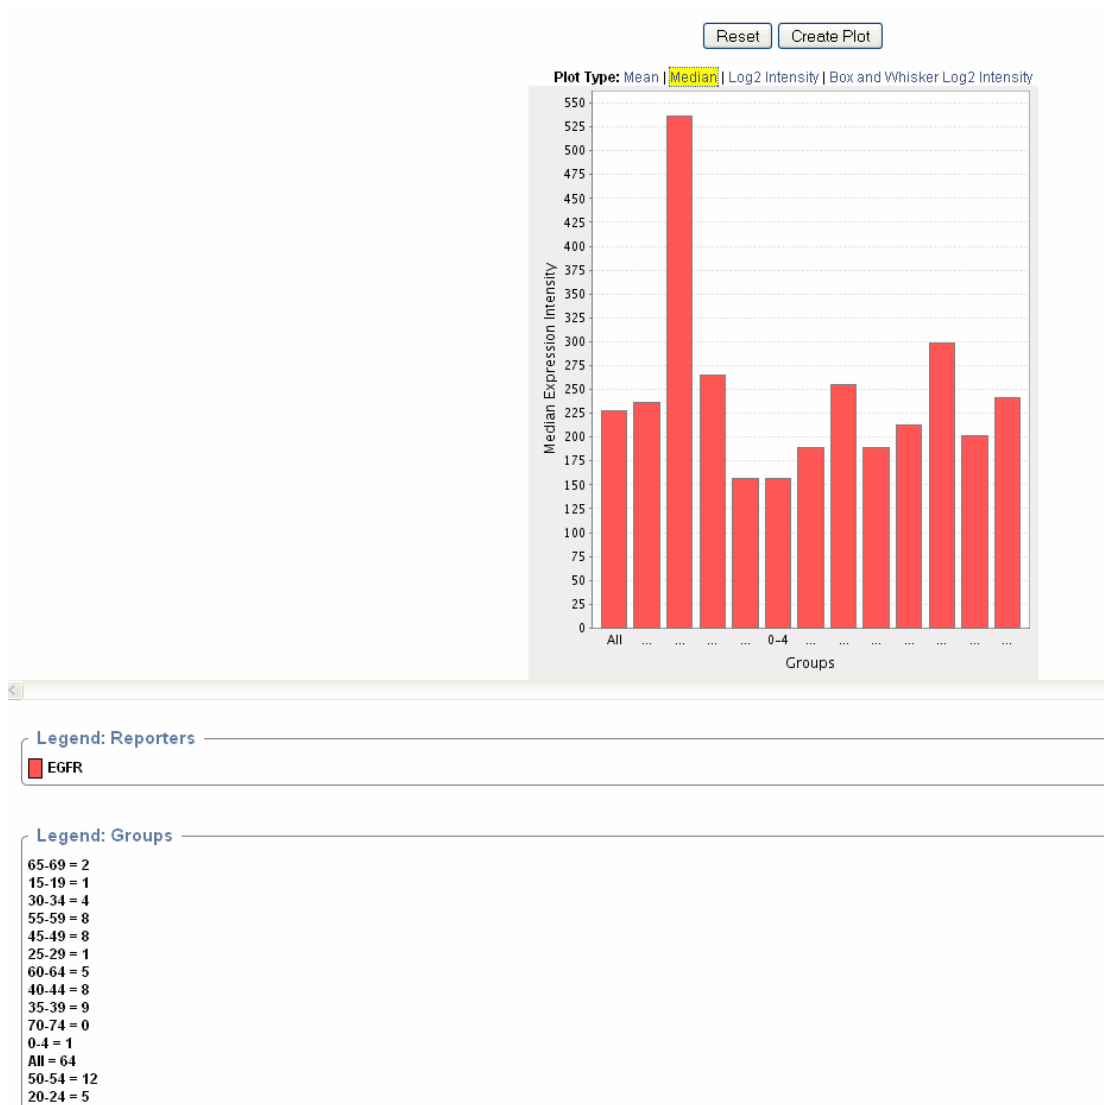 Reset Create Plot
Plot Type: Mean | Median | Log2 Intensity | Box and Whisker Log2 Intensity
550
525
500
475
450
425
400
375
350
325
300
275
250
225
200
175
150
125
100
75
50
25
0
Median Expression Intensity
All ... ... ... ... 0-4 ... ... ... ... ... ... ...
Groups
Legend: Reporters
EGFR
Legend: Groups
65-69 = 2
15-19 = 1
30-34 = 4
55-59 = 8
45-49 = 8
25-29 = 1
60-64 = 5
40-44 = 8
35-39 = 9
70-74 = 0
0-4 = 1
All = 64
50-54 = 12
20-24 = 5